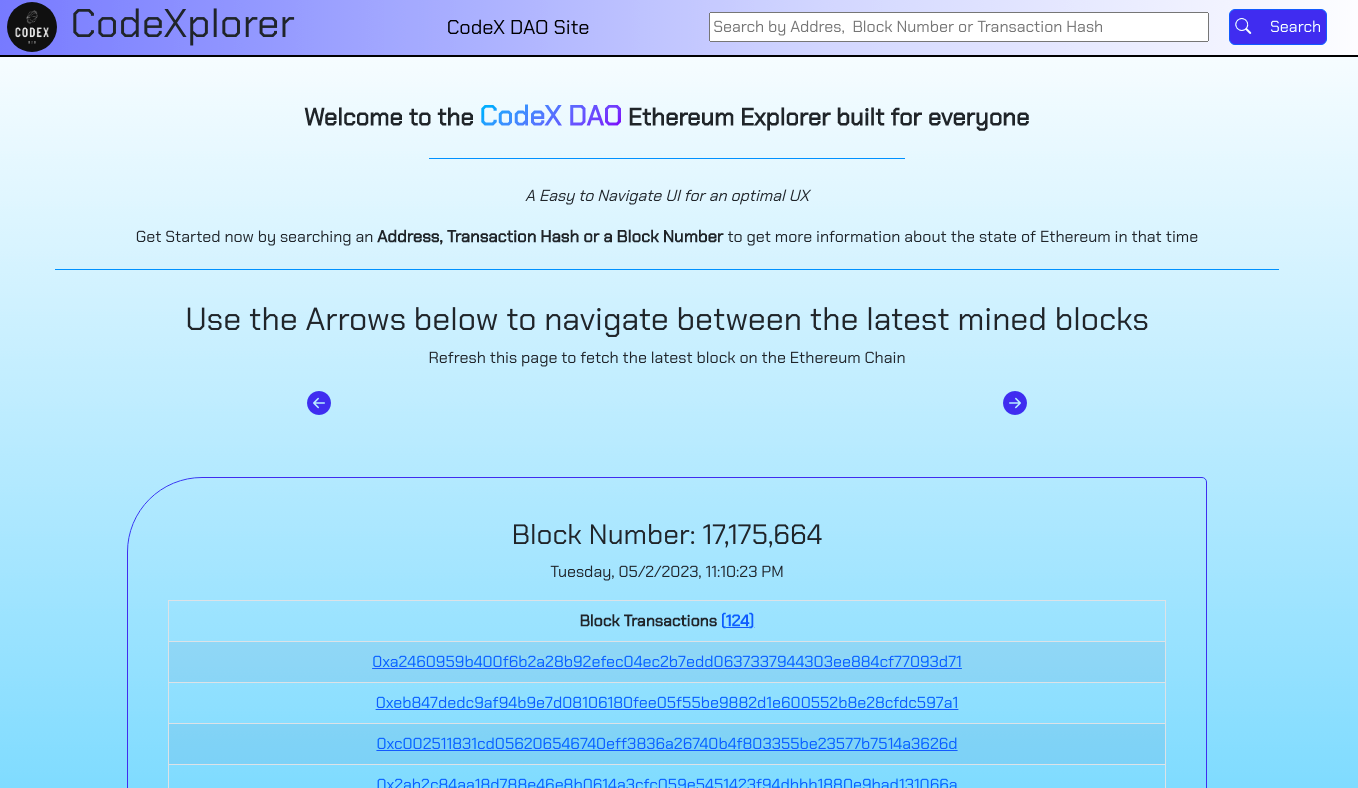 CODEX
CodeXplorer
CodeX DAO Site
Search by Addres, Block Number or Transaction Hash
Search
Welcome to the CodeX DAO Ethereum Explorer built for everyone
A Easy to Navigate UI for an optimal UX
Get Started now by searching an Address, Transaction Hash or a Block Number to get more information about the state of Ethereum in that time
Use the Arrows below to navigate between the latest mined blocks
Refresh this page to fetch the latest block on the Ethereum Chain
Block Number: 17,175,664
Tuesday, 05/2/2023, 11:10:23 PM
Block Transactions (124)
0xa2460959b400f6b2a28b92efec04ec2b7edd0637337944303ee884cf77093d71
0xeb847dedc9af94b9e7d08106180fee05f55be9882d1e600552b8e28cfdc597a1
0xc002511831cd056206546740eff3836a26740b4f803355be23577b7514a3626d